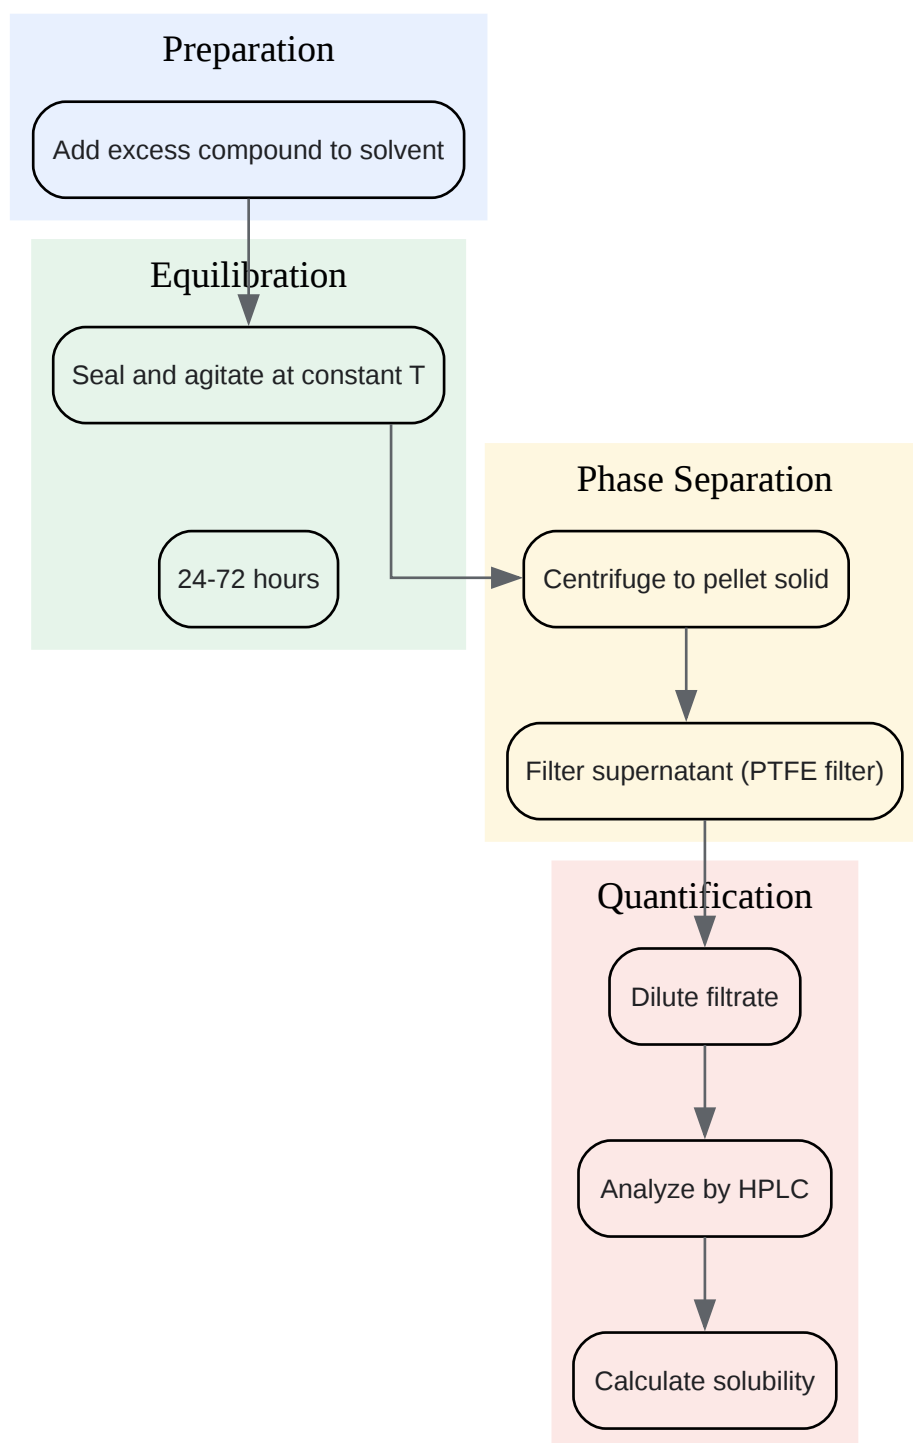 Preparation
Add excess compound to solvent
Equilibration
Seal and agitate at constant T
24-72 hours
Phase Separation
Centrifuge to pellet solid
Filter supernatant (PTFE filter)
Quantification
Dilute filtrate
Analyze by HPLC
Calculate solubility